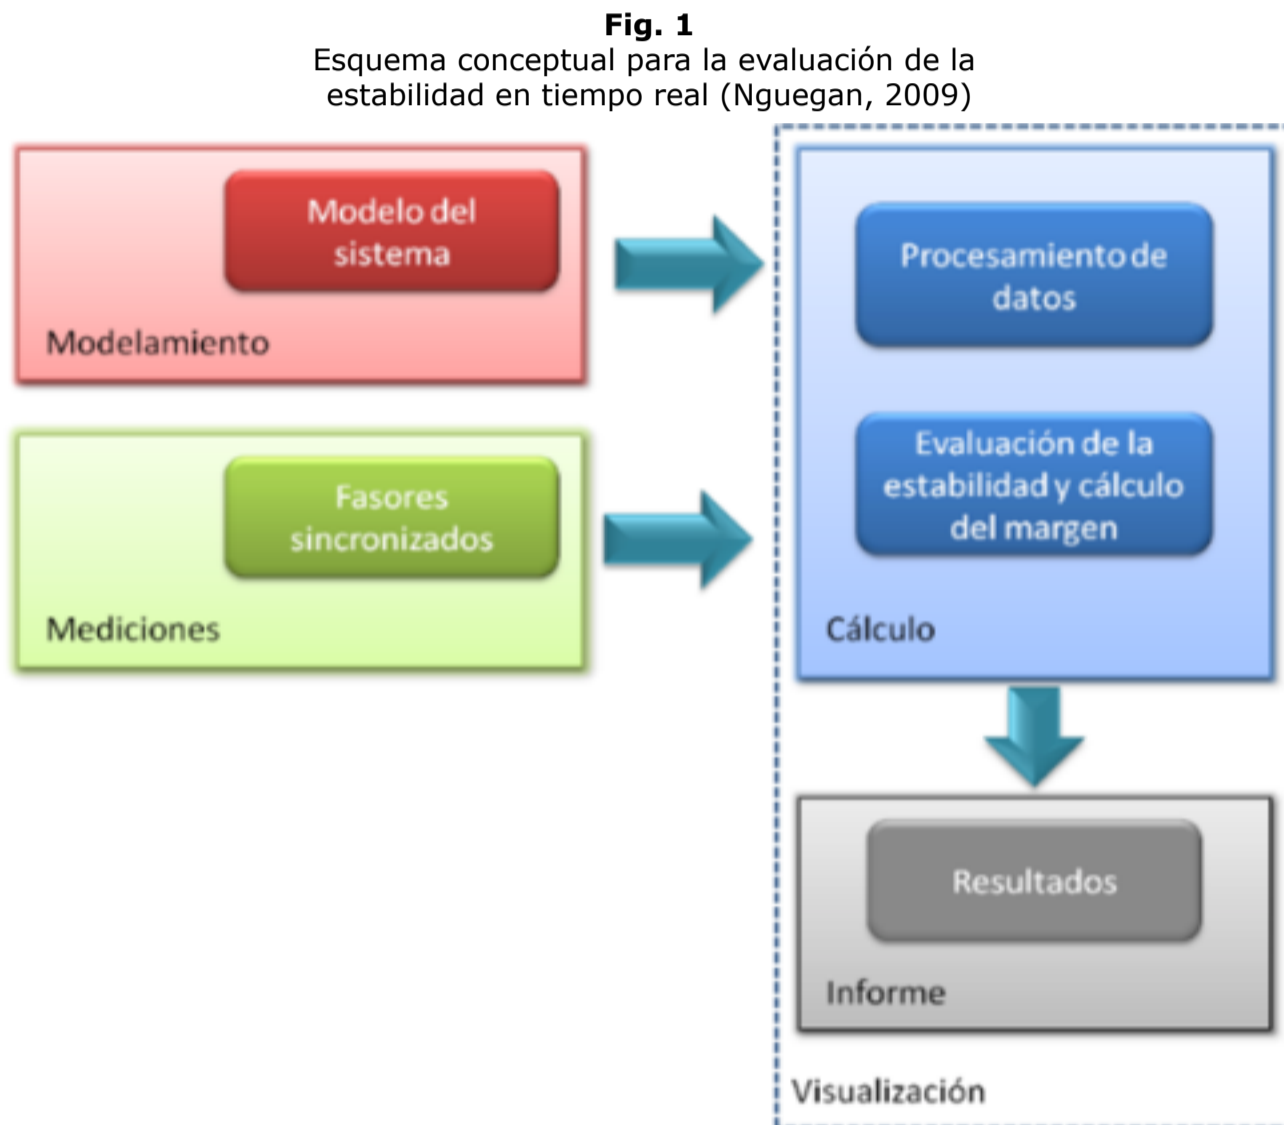 Fig. 1
Esquema conceptual para la evaluación de la
estabilidad en tiempo real (Nguegan, 2009)
Modelo del
sistema
Modelamiento
Fasores
sincronizados
Mediciones
Procesamiento de
datos
Evaluación de la
estabilidad y cálculo
del margen
Cálculo
Resultados
Informe
Visualización